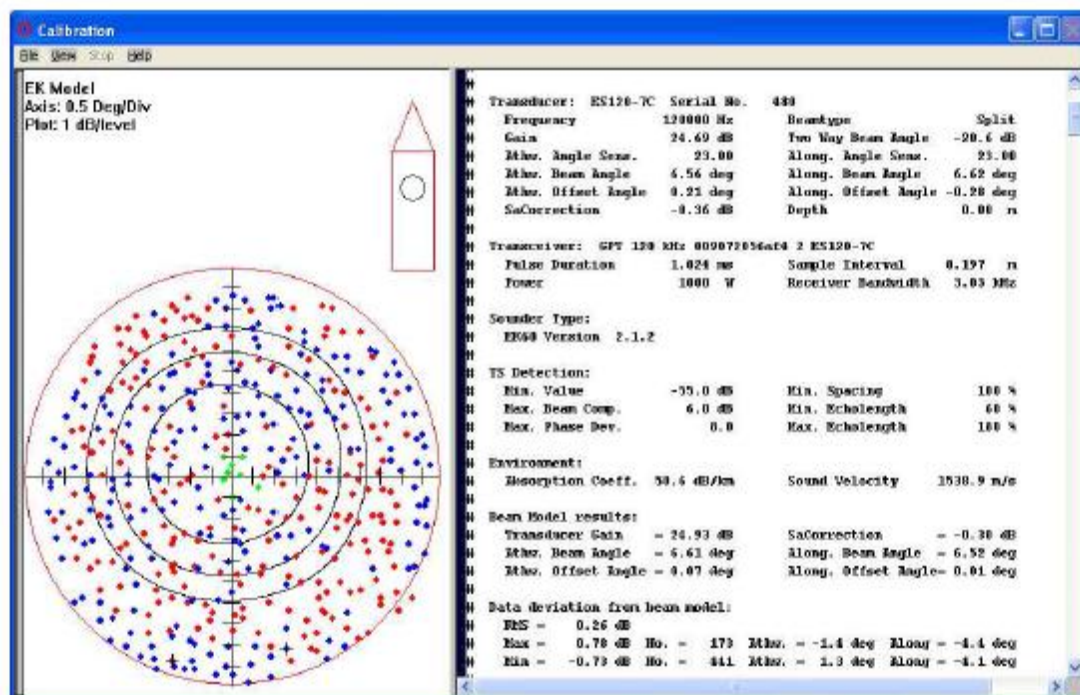 Calibration
File View Stop Help
EK Model
Axis: 0.5 Deg/Div
Plot: 1 dB/level
#
# Transducer: ES120-7C Serial No. 480
# Frequency 120000 Hz Beamtype Split
# Gain 24.69 dB Two Way Beam Angle -20.6 dB
# Athw. Angle Sens. 23.00 Along. Angle Sens. 23.00
# Athw. Beam Angle 6.56 deg Along. Beam Angle 6.62 deg
# Athw. Offset Angle 0.21 deg Along. Offset Angle -0.28 deg
# SaCorrection -0.36 dB Depth 0.00 m
#
# Transceiver: GPT 120 kHz 2 ES120-7C
# Pulse Duration 1.024 ms Sample Interval 0.197 m
# Power 1000 W Receiver Bandwidth 3.03 kHz
#
# Sounder Type:
# EK60 Version 2.1.2
#
# TS Detection:
# Min. Value -55.0 dB Min. Spacing 100 %
# Max. Beam Comp. 6.0 dB Min. Echolength 60 %
# Max. Phase Dev. 8.0 Max. Echolength 180 %
#
# Environment:
# Absorption Coeff. 50.6 dB/km Sound Velocity 1538.9 m/s
#
# Beam Model results:
# Transducer Gain = 24.93 dB SaCorrection = -0.30 dB
# Athw. Beam Angle = 6.61 deg Along. Beam Angle = 6.52 deg
# Athw. Offset Angle = 0.07 deg Along. Offset Angle= 0.01 deg
#
# Data deviation from beam model:
# RMS = 0.26 dB
# Max = 0.78 dB No. = 173 Athw. = -1.4 deg Along = -4.4 deg
# Min = -0.73 dB No. = 441 Athw. = 1.3 deg Along = -4.1 deg